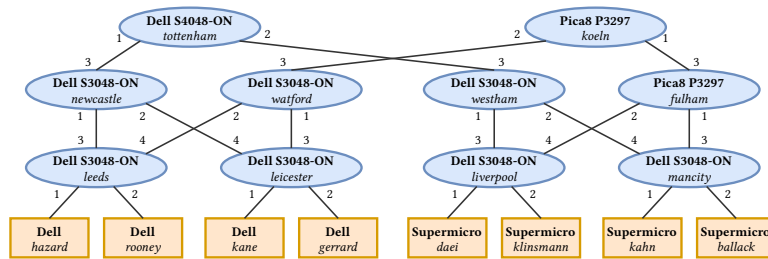 Dell S4048-ON
tottenham
Pica8 P3297
koeln
1
2
2
1
3
3
3
3
Dell S3048-ON
newcastle
Dell S3048-ON
watford
Dell S3048-ON
westham
Pica8 P3297
fulham
1
2
2
1
1
2
2
1
3
4
4
3
3
4
4
3
Dell S3048-ON
leeds
Dell S3048-ON
leicester
Dell S3048-ON
liverpool
Dell S3048-ON
mancity
1
2
1
2
1
2
1
2
Dell
hazard
Dell
rooney
Dell
kane
Dell
gerrard
Supermicro
daei
Supermicro
klinsmann
Supermicro
kahn
Supermicro
ballack